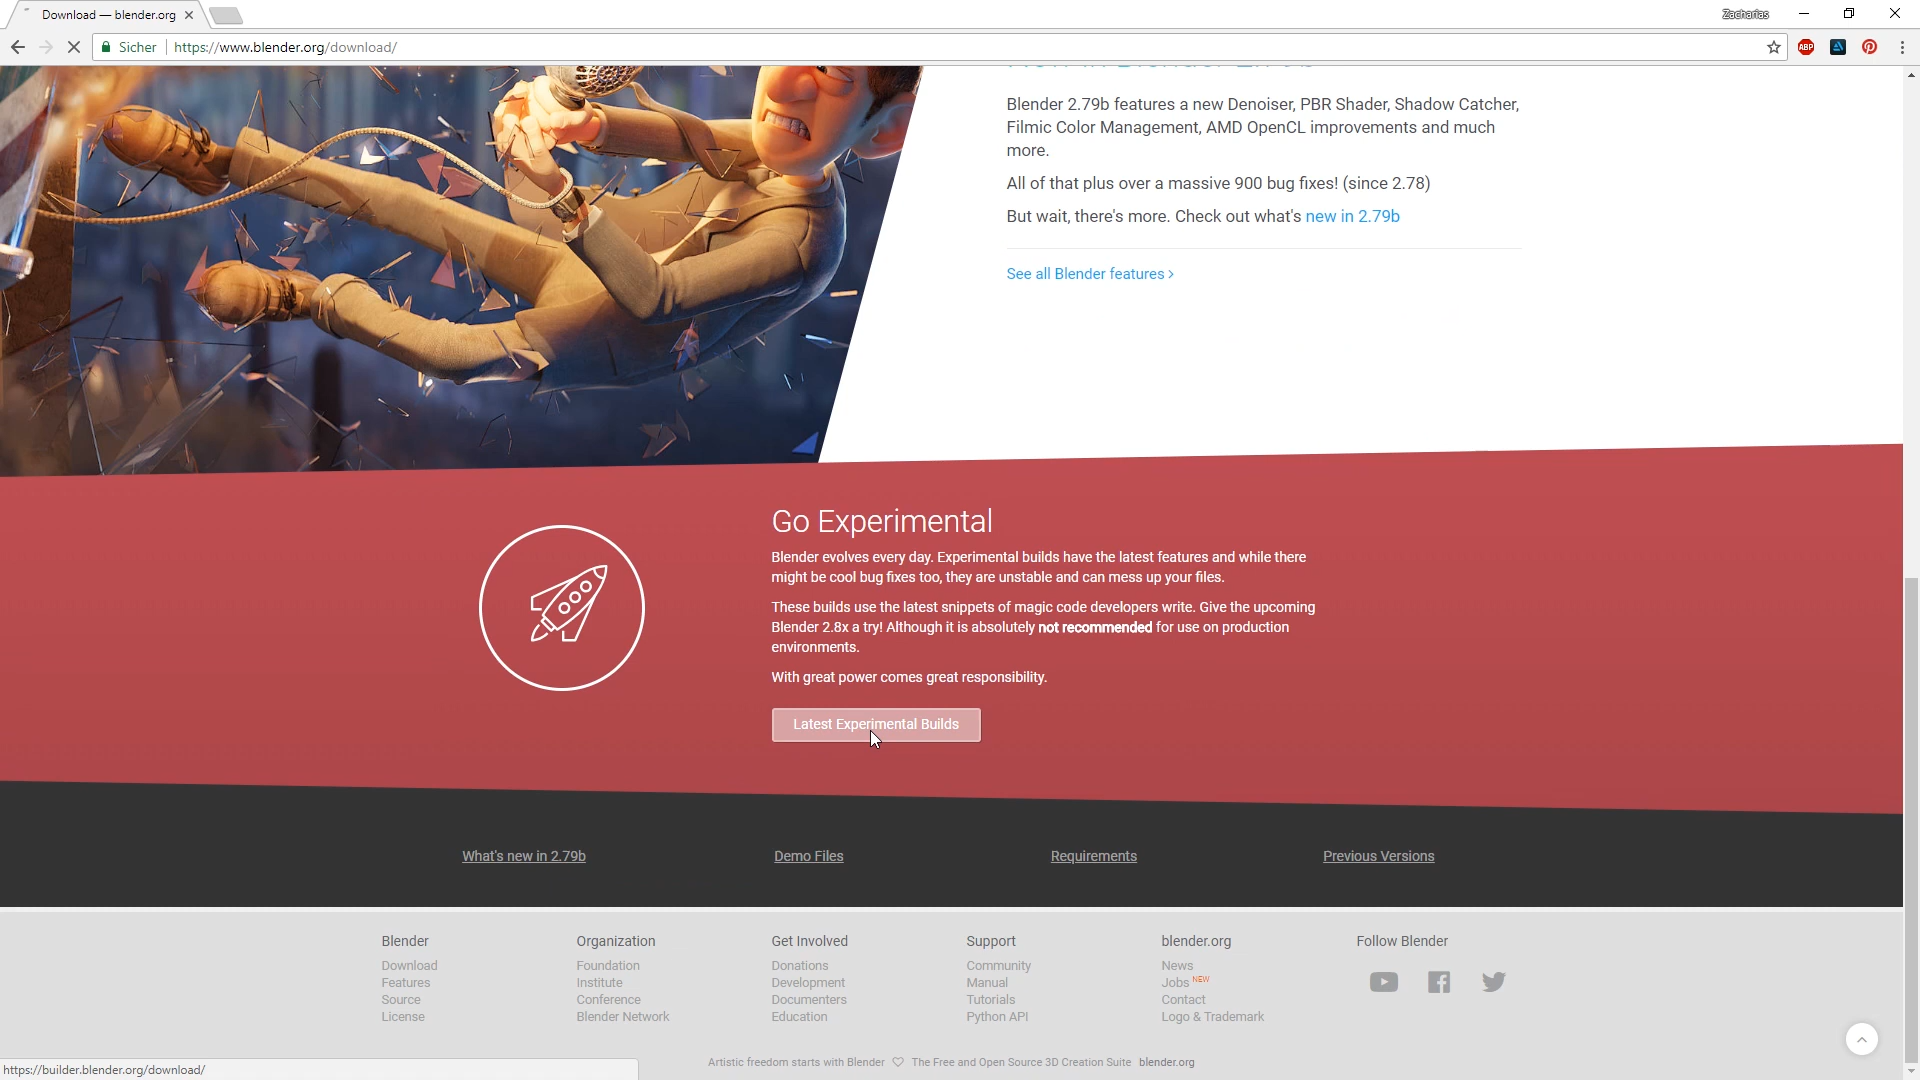 Download — blender.org
Zacharias
Sicher
https://www.blender.org/download/
ABP
Blender 2.79b features a new Denoiser, PBR Shader, Shadow Catcher,
Filmic Color Management, AMD OpenCL improvements and much
more.
All of that plus over a massive 900 bug fixes! (since 2.78)
But wait, there's more. Check out what's new in 2.79b
See all Blender features ›
Go Experimental
Blender evolves every day. Experimental builds have the latest features and while there
might be cool bug fixes too, they are unstable and can mess up your files.
These builds use the latest snippets of magic code developers write. Give the upcoming
Blender 2.8x a try! Although it is absolutely not recommended for use on production
environments.
With great power comes great responsibility.
Latest Experimental Builds
What's new in 2.79b
Demo Files
Requirements
Previous Versions
Blender
Download
Features
Source
License
Organization
Foundation
Institute
Conference
Blender Network
Get Involved
Donations
Development
Documenters
Education
Support
Community
Manual
Tutorials
Python API
blender.org
News
Jobs NEW
Contact
Logo & Trademark
Follow Blender
Artistic freedom starts with Blender ♡ The Free and Open Source 3D Creation Suite blender.org
https://builder.blender.org/download/